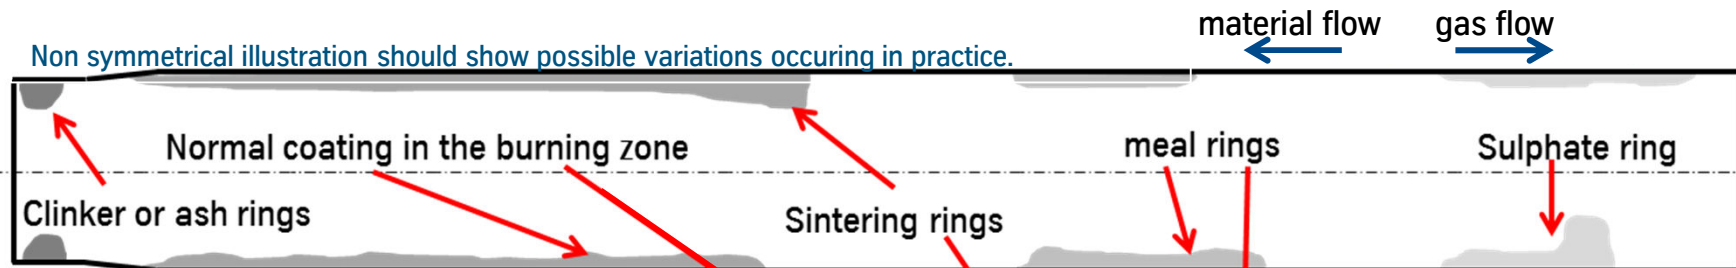 material flow
gas flow
Non symmetrical illustration should show possible variations occuring in practice.
Normal coating in the burning zone
meal rings
Sulphate ring
Clinker or ash rings
Sintering rings